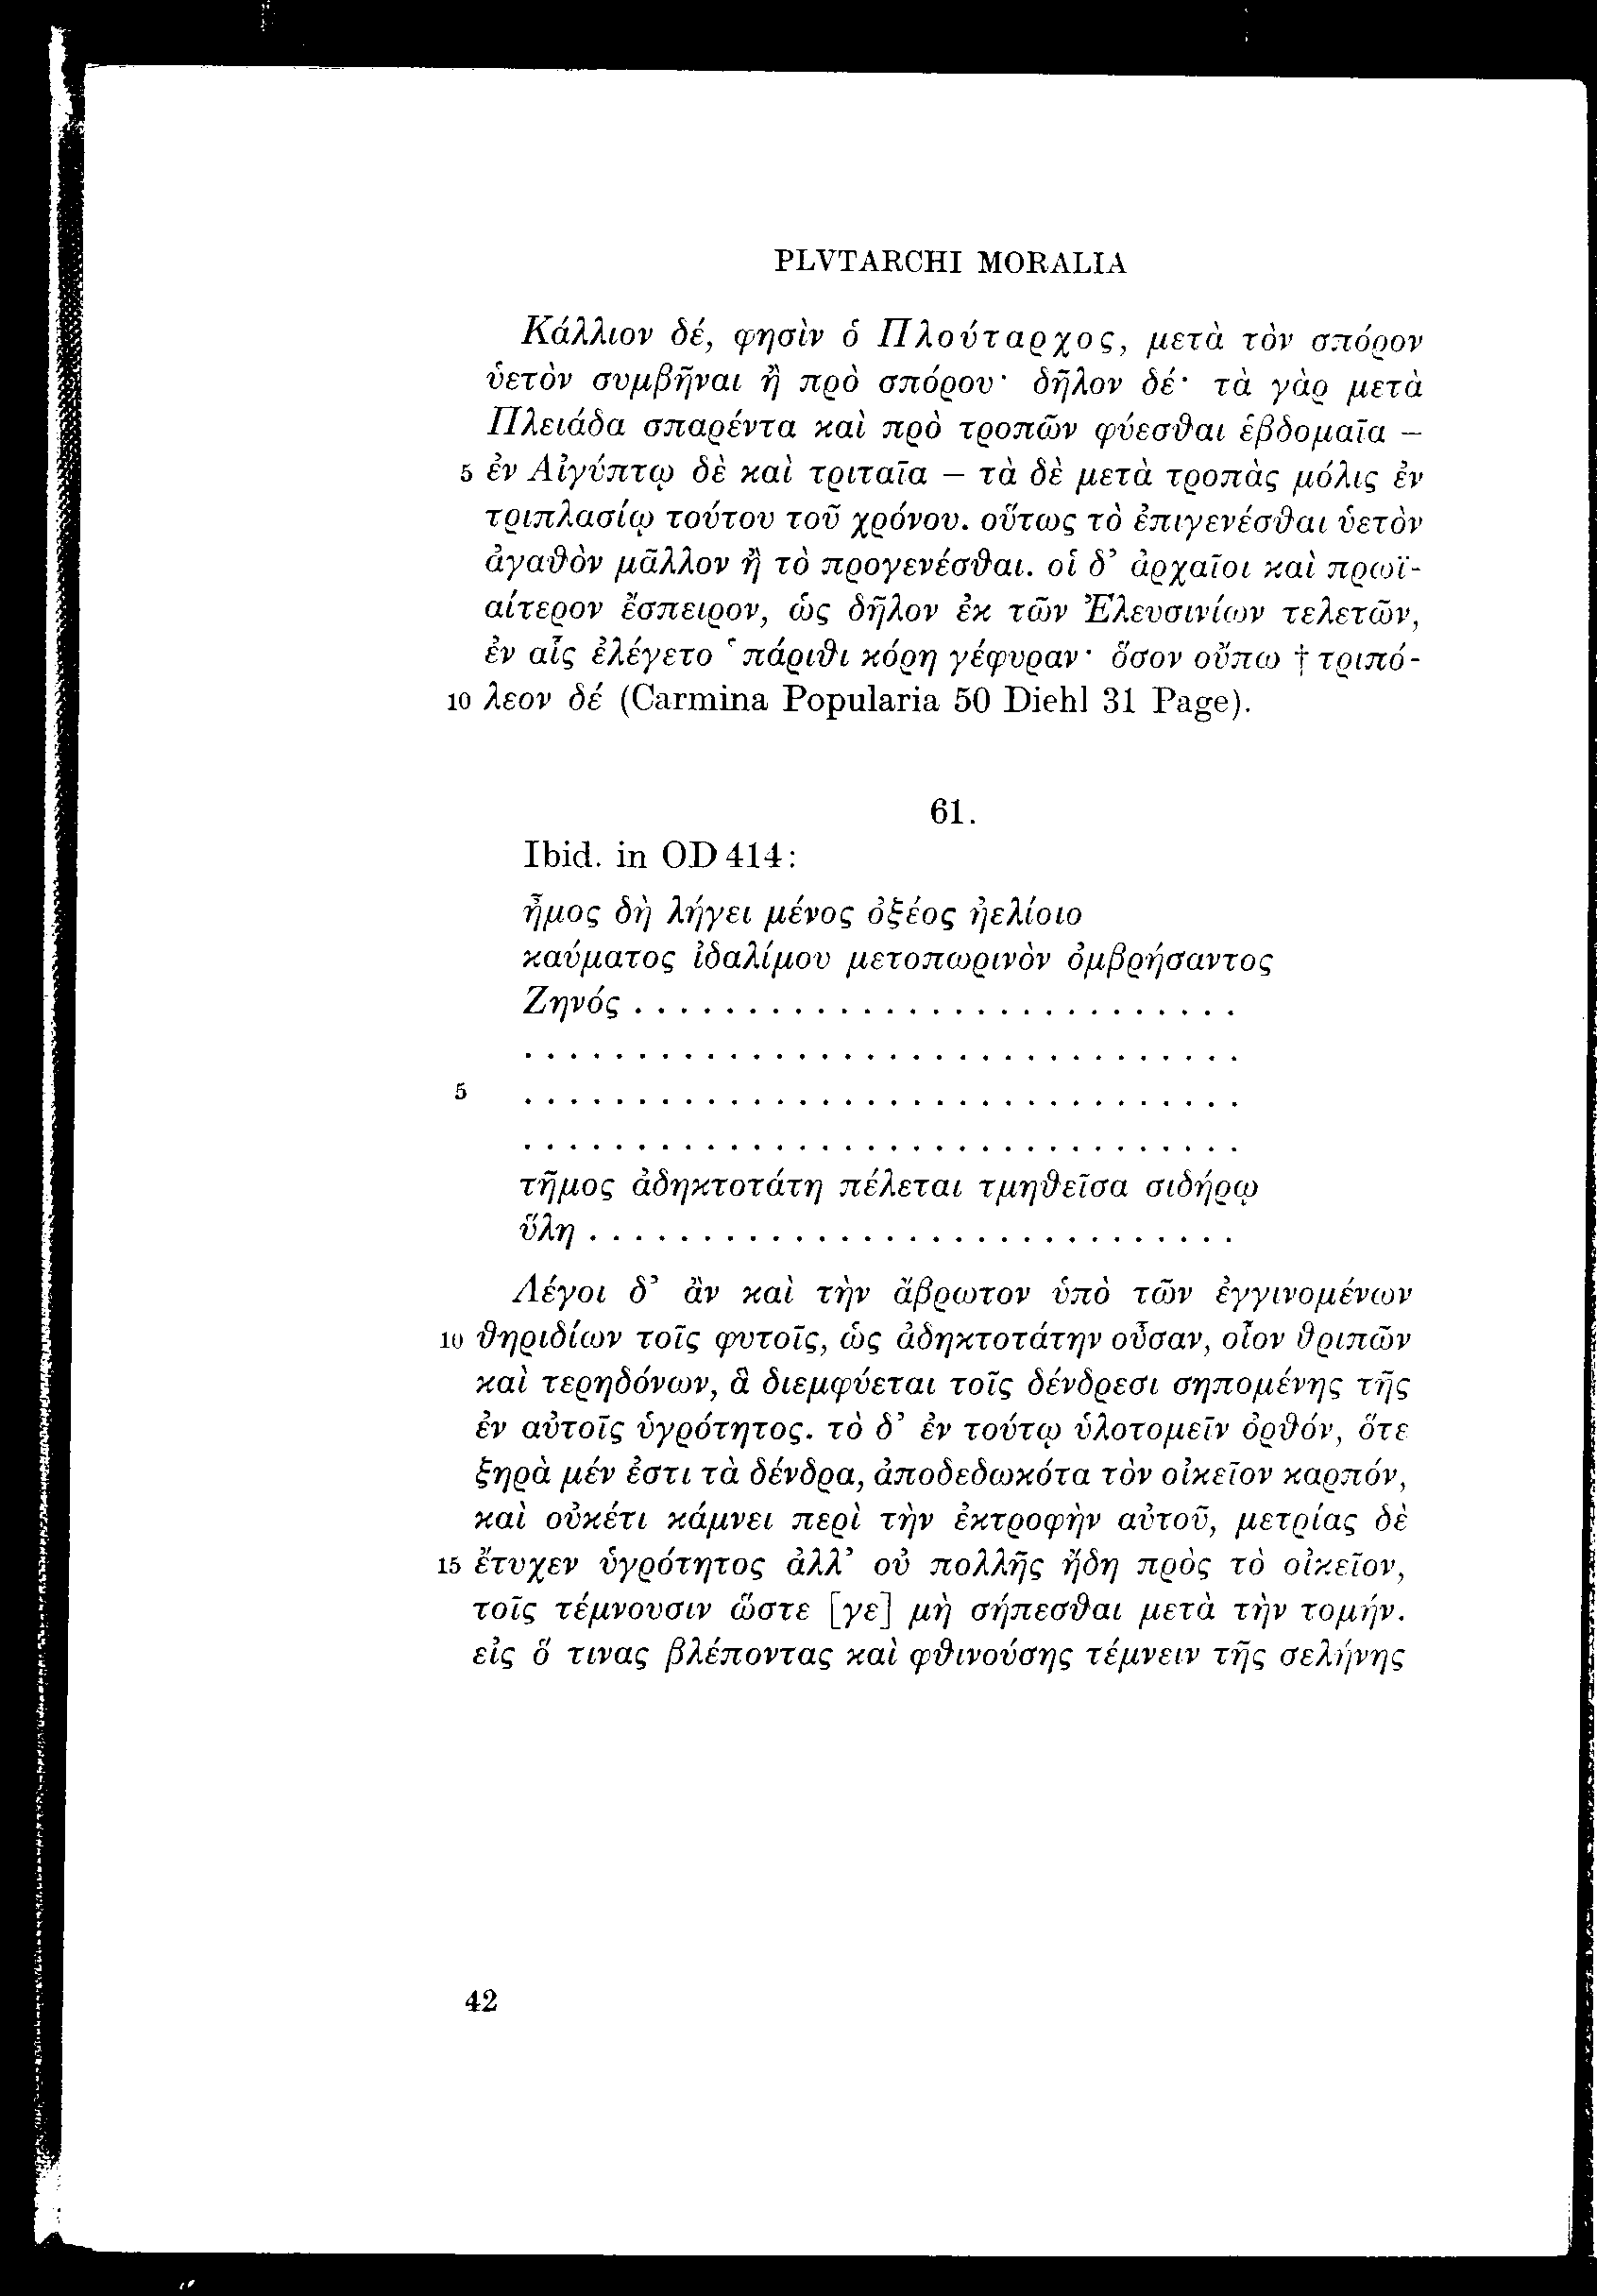 PLVTARCHI MORALIA
Κάλλιον δέ, φησὶν ὁ Πλούταρχος, μετὰ τὸν σπόρον
ὑετὸν συμβῆναι ἢ πρὸ σπόρου· δῆλον δέ· τὰ γὰρ μετὰ
Πλειάδα σπαρέντα καὶ πρὸ τροπῶν φύεσθαι ἑβδομαῖα –
5 ἐν Αἰγύπτῳ δὲ καὶ τριταῖα – τὰ δὲ μετὰ τροπὰς μόλις ἐν
τριπλασίῳ τούτου τοῦ χρόνου. οὕτως τὸ ἐπιγενέσθαι ὑετὸν
ἀγαθὸν μᾶλλον ἢ τὸ προγενέσθαι. οἱ δ’ ἀρχαῖοι καὶ πρωϊ-
αίτερον ἔσπειρον, ὡς δῆλον ἐκ τῶν Ἐλευσινίων τελετῶν,
ἐν αἷς ἐλέγετο ‘πάριθι κόρη γέφυραν· ὅσον οὔπω † τριπό-
10 λεον δέ (Carmina Popularia 50 Diehl 31 Page).
61.
Ibid. in OD 414:
ἦμος δὴ λήγει μένος ὀξέος ἠελίοιο
καύματος ἰδαλίμου μετοπωρινὸν ὀμβρήσαντος
Ζηνός . . . . . . . . . . . . . . . . . . . . . . . . . . .
. . . . . . . . . . . . . . . . . . . . . . . . . . . . . . . .
5 . . . . . . . . . . . . . . . . . . . . . . . . . . . . . . . .
. . . . . . . . . . . . . . . . . . . . . . . . . . . . . . . .
τῆμος ἀδηκτοτάτη πέλεται τμηθεῖσα σιδήρῳ
ὕλη . . . . . . . . . . . . . . . . . . . . . . . . . . . . .
Λέγοι δ’ ἂν καὶ τὴν ἄβρωτον ὑπὸ τῶν ἐγγινομένων
10 θηριδίων τοῖς φυτοῖς, ὡς ἀδηκτοτάτην οὖσαν, οἷον θριπῶν
καὶ τερηδόνων, ἃ διεμφύεται τοῖς δένδρεσι σηπομένης τῆς
ἐν αὐτοῖς ὑγρότητος. τὸ δ’ ἐν τούτῳ ὑλοτομεῖν ὀρθόν, ὅτε
ξηρὰ μέν ἐστι τὰ δένδρα, ἀποδεδωκότα τὸν οἰκεῖον καρπόν,
καὶ οὐκέτι κάμνει περὶ τὴν ἐκτροφὴν αὐτοῦ, μετρίας δὲ
15 ἔτυχεν ὑγρότητος ἀλλ’ οὐ πολλῆς ἤδη πρὸς τὸ οἰκεῖον,
τοῖς τέμνουσιν ὥστε [γε] μὴ σήπεσθαι μετὰ τὴν τομήν.
εἰς ὅ τινας βλέποντας καὶ φθινούσης τέμνειν τῆς σελήνης
42